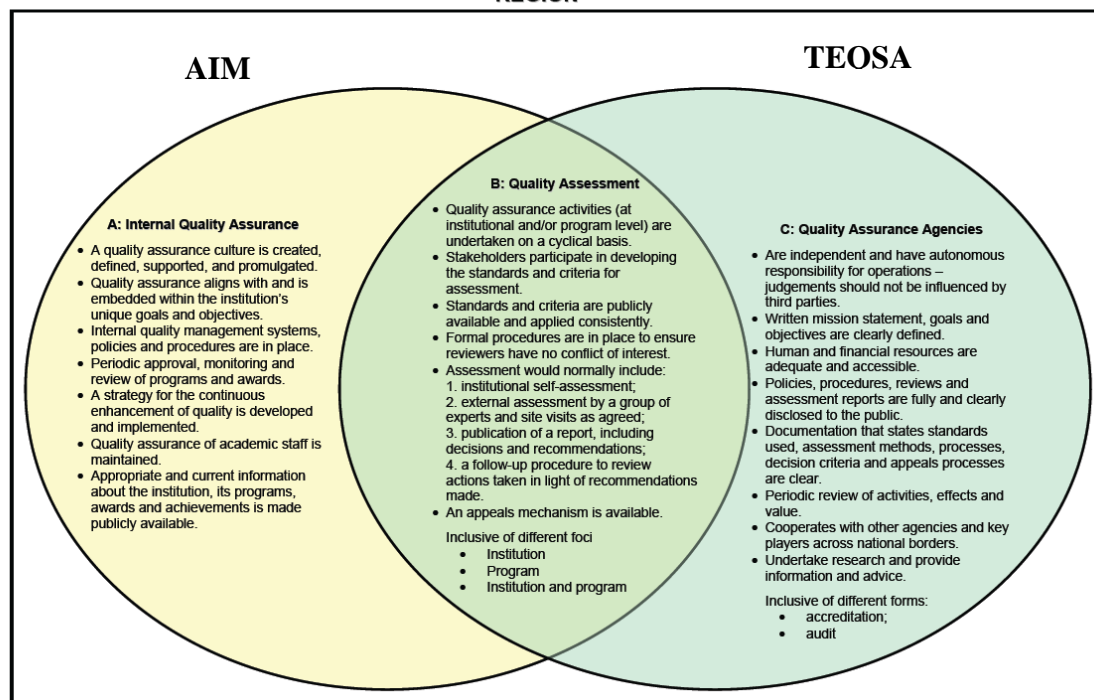 REGION
AIM
TEOSA
A: Internal Quality Assurance
• A quality assurance culture is created,
defined, supported, and promulgated.
• Quality assurance aligns with and is
embedded within the institution's
unique goals and objectives.
• Internal quality management systems,
policies and procedures are in place.
• Periodic approval, monitoring and
review of programs and awards.
• A strategy for the continuous
enhancement of quality is developed
and implemented.
• Quality assurance of academic staff is
maintained.
• Appropriate and current information
about the institution, its programs,
awards and achievements is made
publicly available.
B: Quality Assessment
• Quality assurance activities (at
institutional and/or program level) are
undertaken on a cyclical basis.
• Stakeholders participate in developing
the standards and criteria for
assessment.
• Standards and criteria are publicly
available and applied consistently.
• Formal procedures are in place to ensure
reviewers have no conflict of interest.
• Assessment would normally include:
1. institutional self-assessment;
2. external assessment by a group of
experts and site visits as agreed;
3. publication of a report, including
decisions and recommendations;
4. a follow-up procedure to review
actions taken in light of recommendations
made.
• An appeals mechanism is available.
Inclusive of different foci
• Institution
• Program
• Institution and program
C: Quality Assurance Agencies
• Are independent and have autonomous
responsibility for operations –
judgements should not be influenced by
third parties.
• Written mission statement, goals and
objectives are clearly defined.
• Human and financial resources are
adequate and accessible.
• Policies, procedures, reviews and
assessment reports are fully and clearly
disclosed to the public.
• Documentation that states standards
used, assessment methods, processes,
decision criteria and appeals processes
are clear.
• Periodic review of activities, effects and
value.
• Cooperates with other agencies and key
players across national borders.
• Undertake research and provide
information and advice.
Inclusive of different forms:
• accreditation;
• audit